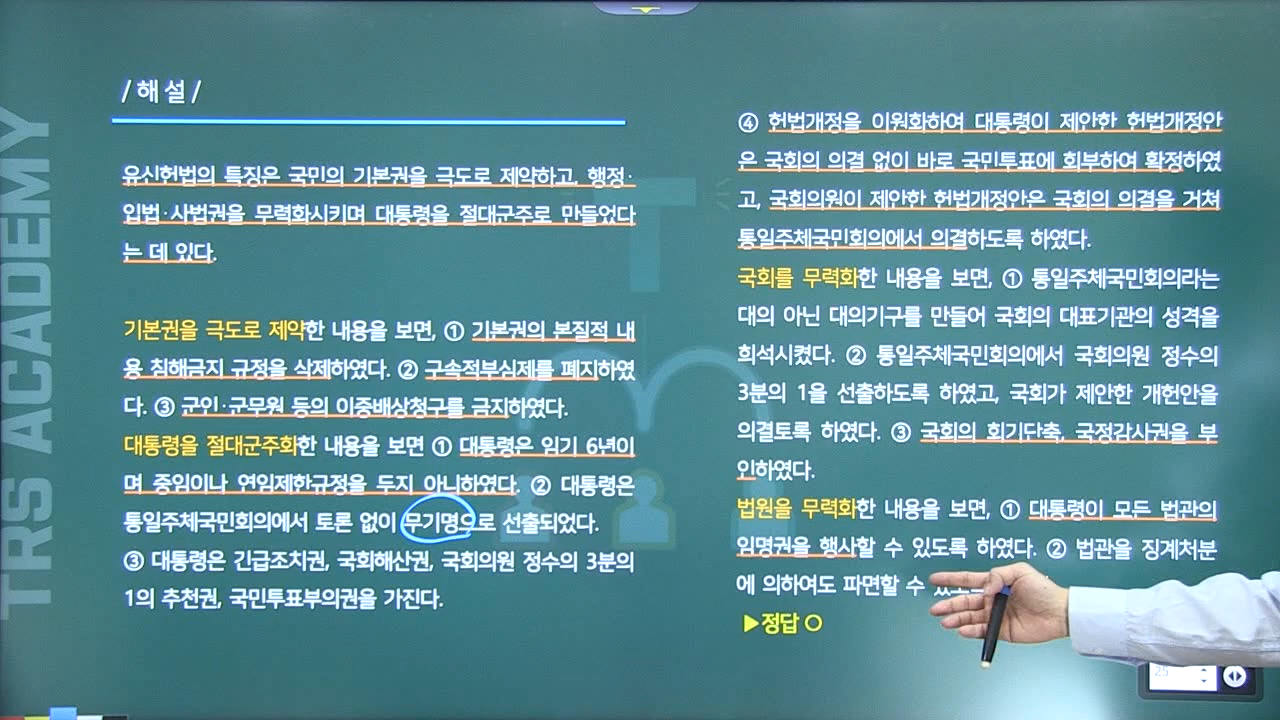 /해설/
유신헌법의 특징은 국민의 기본권을 극도로 제약하고, 행정·
입법·사법권을 무력화시키며 대통령을 절대군주로 만들었다
는 데 있다.
기본권을 극도로 제약한 내용을 보면, ① 기본권의 본질적 내
용 침해금지 규정을 삭제하였다. ② 구속적부심제를 폐지하였
다. ③ 군인·군무원 등의 이중배상청구를 금지하였다.
대통령을 절대군주화한 내용을 보면 ① 대통령은 임기 6년이
며 중임이나 연임제한규정을 두지 아니하였다. ② 대통령은
통일주체국민회의에서 토론 없이 무기명으로 선출되었다.
③ 대통령은 긴급조치권, 국회해산권, 국회의원 정수의 3분의
1의 추천권, 국민투표부의권을 가진다.
④ 헌법개정을 이원화하여 대통령이 제안한 헌법개정안
은 국회의 의결 없이 바로 국민투표에 회부하여 확정하였
고, 국회의원이 제안한 헌법개정안은 국회의 의결을 거쳐
통일주체국민회의에서 의결하도록 하였다.
국회를 무력화한 내용을 보면, ① 통일주체국민회의라는
대의 아닌 대의기구를 만들어 국회의 대표기관의 성격을
희석시켰다. ② 통일주체국민회의에서 국회의원 정수의
3분의 1을 선출하도록 하였고, 국회가 제안한 개헌안을
의결토록 하였다. ③ 국회의 회기단축, 국정감사권을 부
인하였다.
법원을 무력화한 내용을 보면, ① 대통령이 모든 법관의
임명권을 행사할 수 있도록 하였다. ② 법관을 징계처분
에 의하여도 파면할 수
▶정답 ○
TRS ACADEMY
25